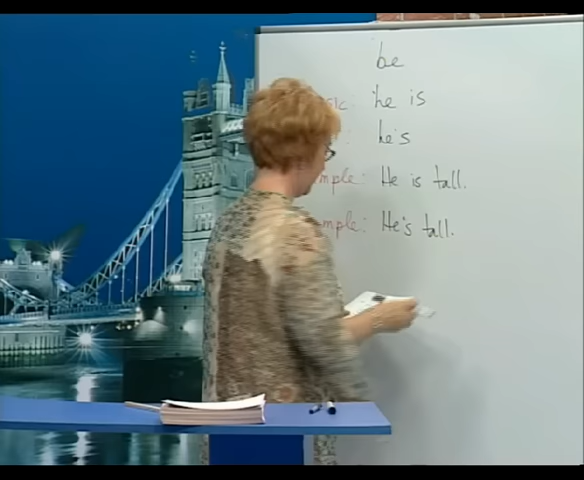 be
he is
he's
mple: He is tall.
mple: He's tall.